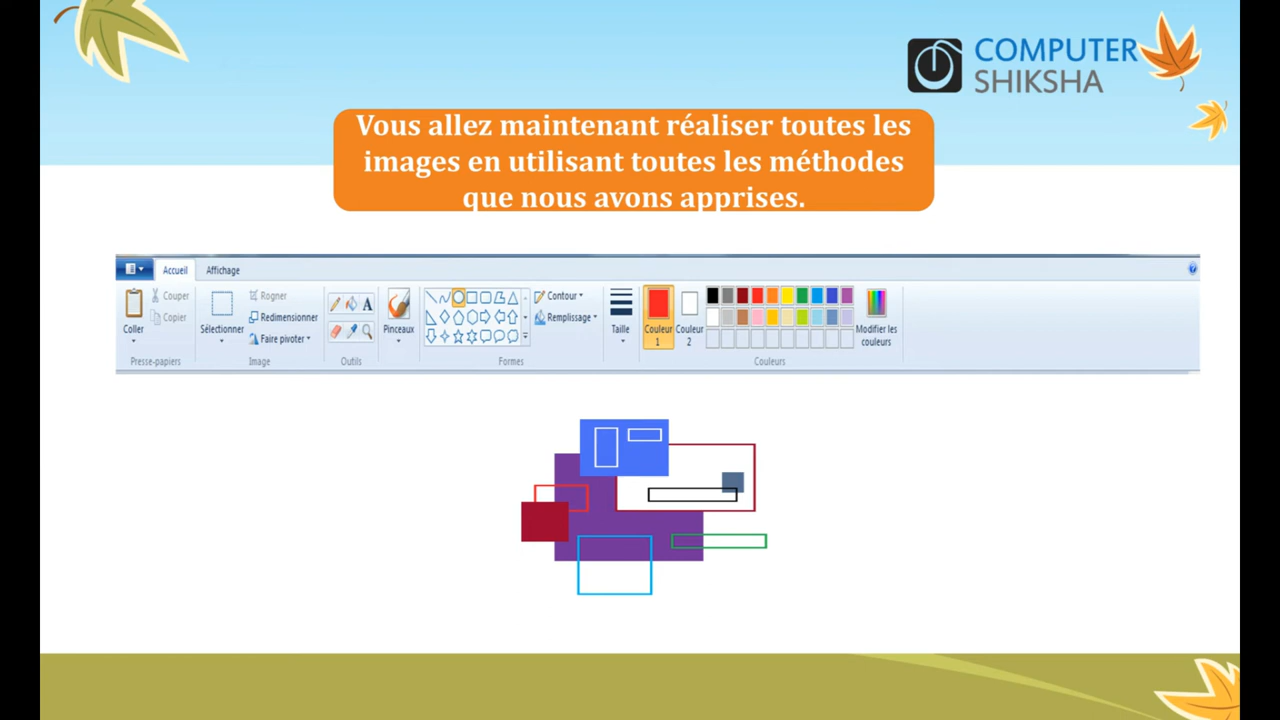 COMPUTER
SHIKSHA
Vous allez maintenant réaliser toutes les
images en utilisant toutes les méthodes
que nous avons apprises.
Accueil Affichage
Coller
Couper
Copier
Presse-papiers
Sélectionner
Rogner
Redimensionner
Faire pivoter
Image
A
Outils
Pinceaux
Contour
Remplissage
Formes
Taille
Couleur
1
Couleur
2
Modifier les
couleurs
Couleurs